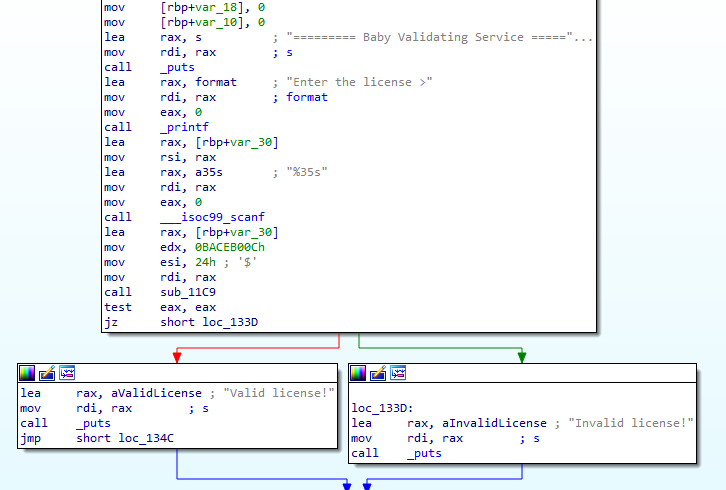 mov [rbp+var_18], 0
mov [rbp+var_10], 0
lea rax, s ; "========= Baby Validating Service ====="...
mov rdi, rax ; s
call _puts
lea rax, format ; "Enter the license >"
mov rdi, rax ; format
mov eax, 0
call _printf
lea rax, [rbp+var_30]
mov rsi, rax
lea rax, a35s ; "%35s"
mov rdi, rax
mov eax, 0
call ___isoc99_scanf
lea rax, [rbp+var_30]
mov edx, 0BACEB00Ch
mov esi, 24h ; '$'
mov rdi, rax
call sub_11C9
test eax, eax
jz short loc_133D
lea rax, aValidLicense ; "Valid license!"
mov rdi, rax ; s
call _puts
jmp short loc_134C
loc_133D:
lea rax, aInvalidLicense ; "Invalid license!"
mov rdi, rax ; s
call _puts